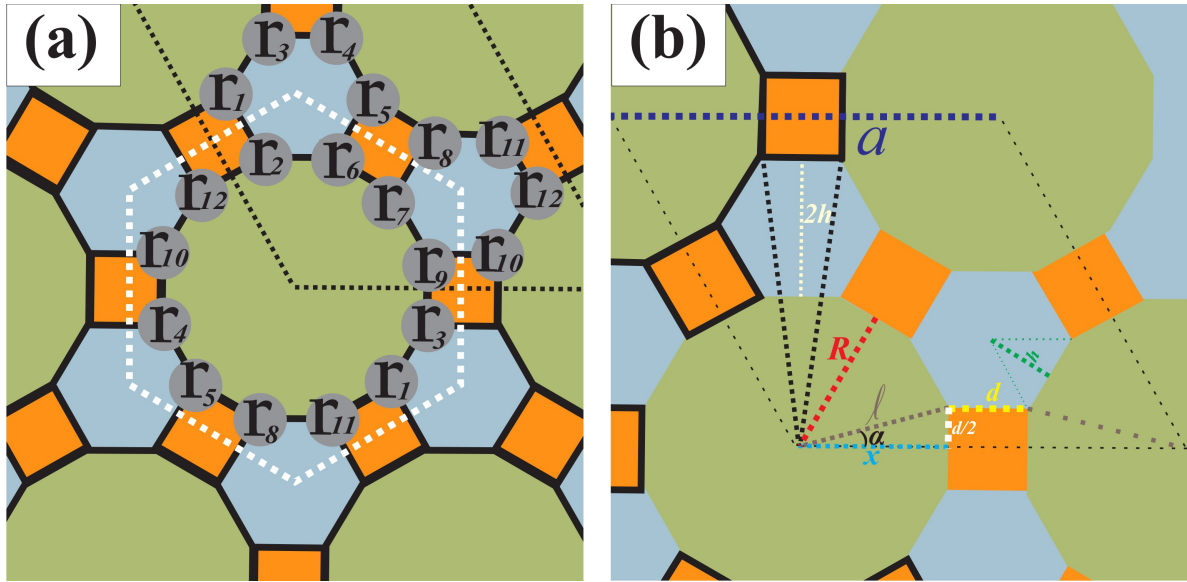 (a)
r3 r4
r1 r5
r8 r11
r2 r6
r12 r7 r12
r10 r9 r10
r4 r3
r5 r1
r8 r11
(b)
a
2h
R
h
l d
α d/2
x